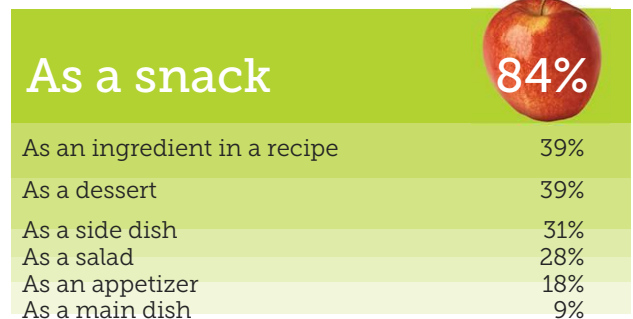 As a snack 84%
As an ingredient in a recipe 39%
As a dessert 39%
As a side dish 31%
As a salad 28%
As an appetizer 18%
As a main dish 9%